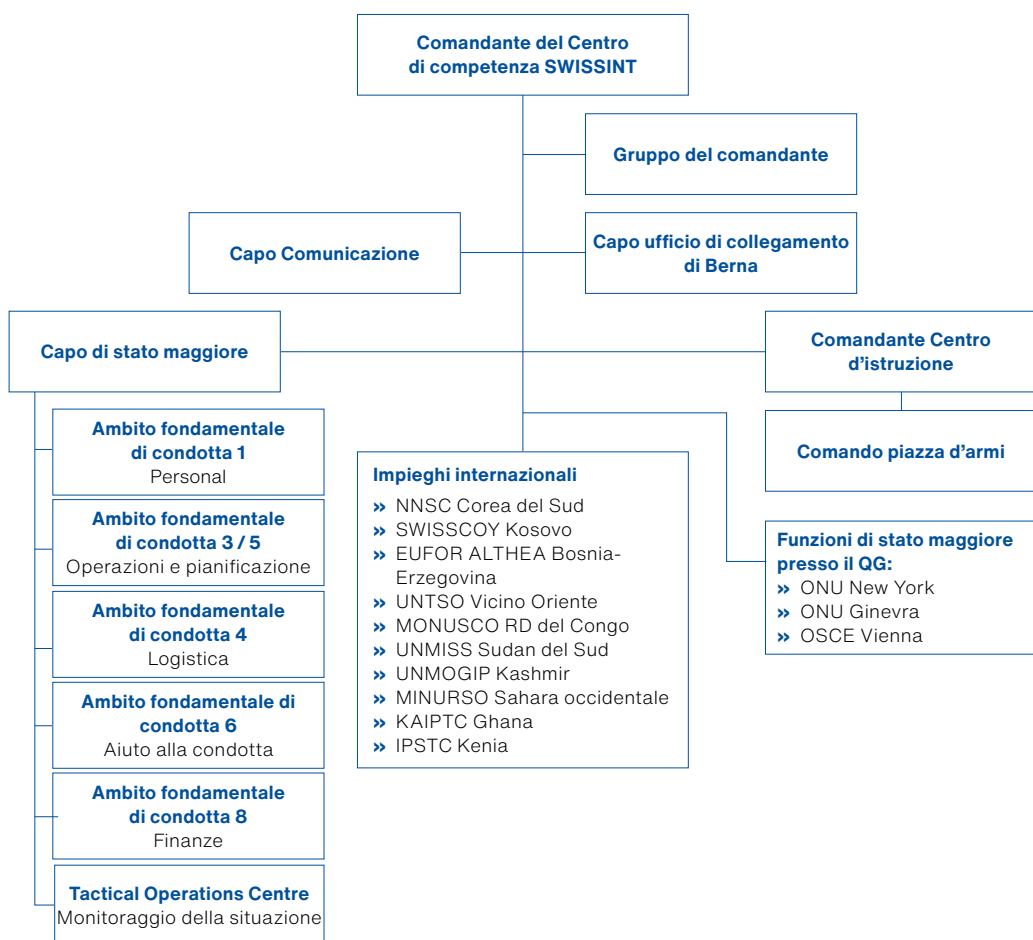 Comandante del Centro
di competenza SWISSINT
Gruppo del comandante
Capo Comunicazione
Capo ufficio di collegamento
di Berna
Capo di stato maggiore
Comandante Centro
d'istruzione
Ambito fondamentale
di condotta 1
Personal
Ambito fondamentale
di condotta 3 / 5
Operazioni e pianificazione
Ambito fondamentale
di condotta 4
Logistica
Ambito fondamentale di
condotta 6
Aiuto alla condotta
Ambito fondamentale
di condotta 8
Finanze
Tactical Operations Centre
Monitoraggio della situazione
Impieghi internazionali
» NNSC Corea del Sud
» SWISSCOY Kosovo
» EUFOR ALTHEA Bosnia-
Erzegovina
» UNTSO Vicino Oriente
» MONUSCO RD del Congo
» UNMISS Sudan del Sud
» UNMOGIP Kashmir
» MINURSO Sahara occidentale
» KAIPTC Ghana
» IPSTC Kenia
Comando piazza d'armi
Funzioni di stato maggiore
presso il QG:
» ONU New York
» ONU Ginevra
» OSCE Vienna